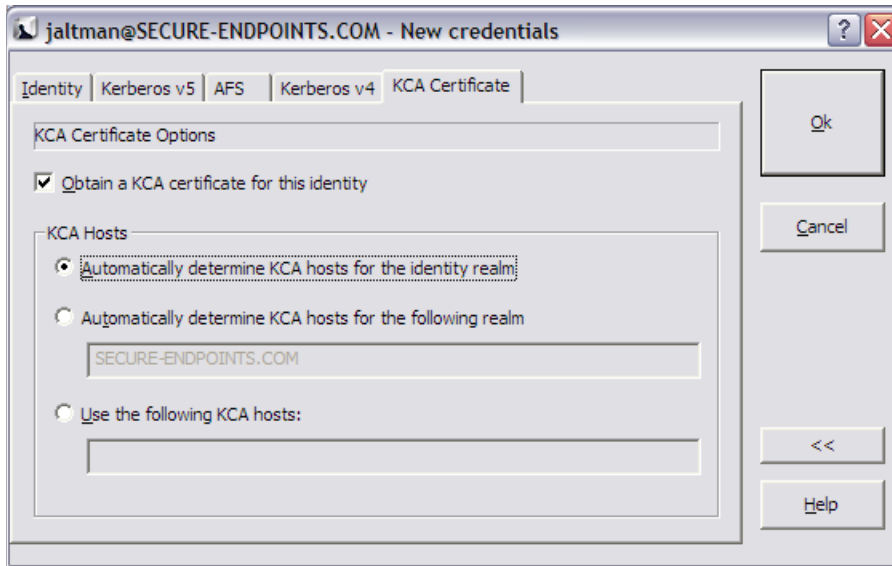 jaltman@SECURE-ENDPOINTS.COM - New credentials
Identity Kerberos v5 AFS Kerberos v4 KCA Certificate
KCA Certificate Options
Obtain a KCA certificate for this identity
KCA Hosts
Automatically determine KCA hosts for the identity realm
Automatically determine KCA hosts for the following realm
SECURE-ENDPOINTS.COM
Use the following KCA hosts:
Ok
Cancel
<<
Help